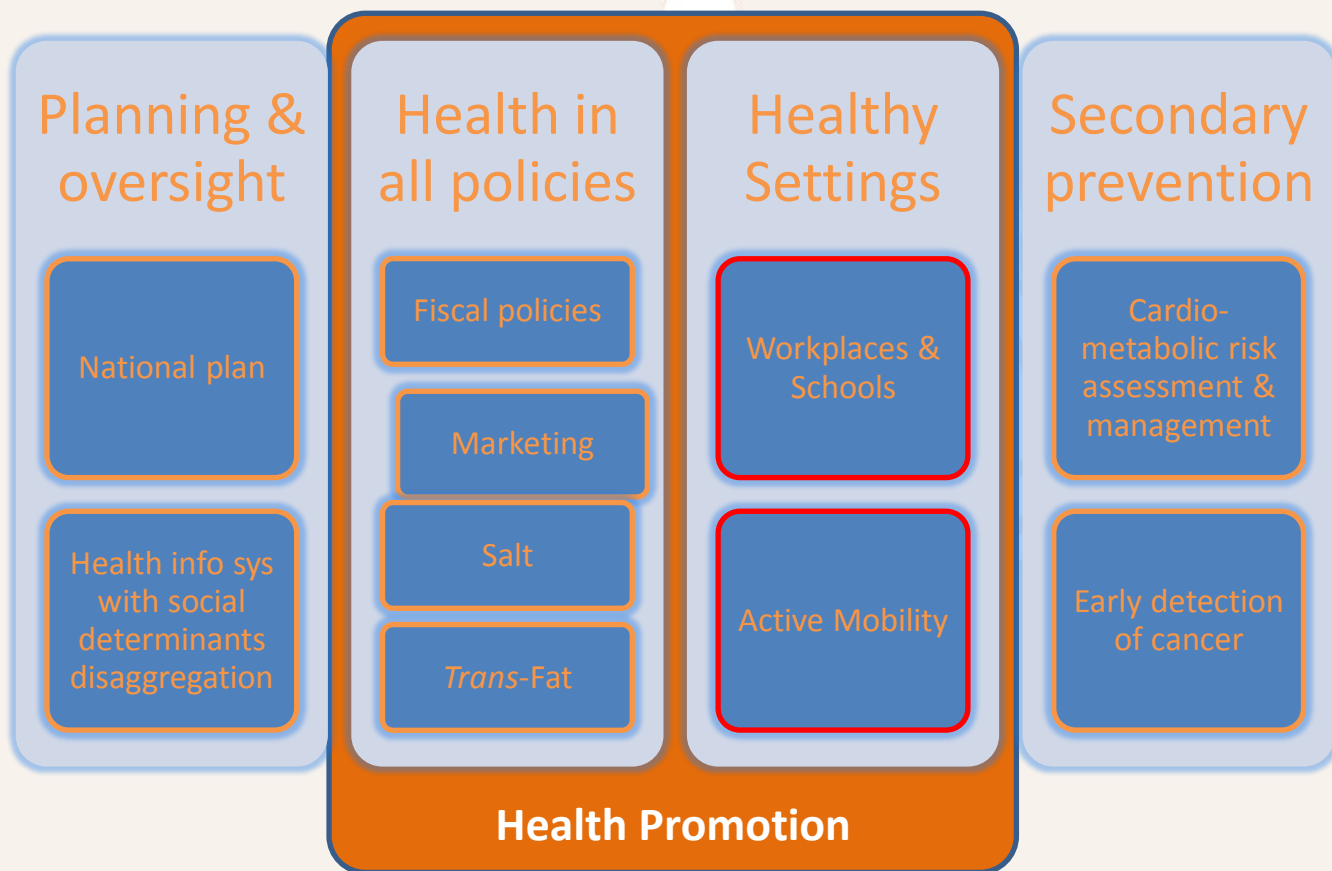 Planning &
oversight
National plan
Health info sys
with social
determinants
disaggregation
Health in
all policies
Fiscal policies
Marketing
Salt
Trans-Fat
Healthy
Settings
Workplaces &
Schools
Active Mobility
Secondary
prevention
Cardio-
metabolic risk
assessment &
management
Early detection
of cancer
Health Promotion